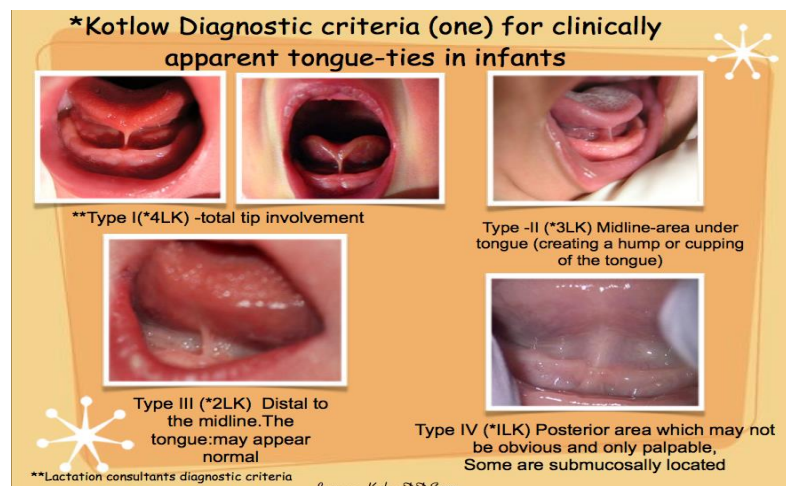 *Kotlow Diagnostic criteria (one) for clinically
apparent tongue-ties in infants
**Type I(*4LK) -total tip involvement
Type -II (*3LK) Midline-area under
tongue (creating a hump or cupping
of the tongue)
Type III (*2LK) Distal to
the midline.The
tongue:may appear
normal
Type IV (*ILK) Posterior area which may not
be obvious and only palpable,
Some are submucosally located
**Lactation consultants diagnostic criteria